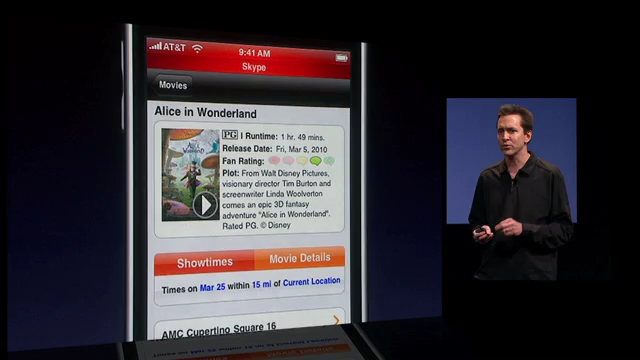 AT&T
9:41 AM
Skype
Movies
Alice in Wonderland
PG | Runtime: 1 hr. 49 mins.
Release Date: Fri, Mar 5, 2010
Fan Rating:
Plot: From Walt Disney Pictures,
visionary director Tim Burton and
screenwriter Linda Woolverton
comes an epic 3D fantasy
adventure "Alice in Wonderland".
Rated PG. © Disney
Showtimes
Movie Details
Times on Mar 25 within 15 mi of Current Location
AMC Cupertino Square 16